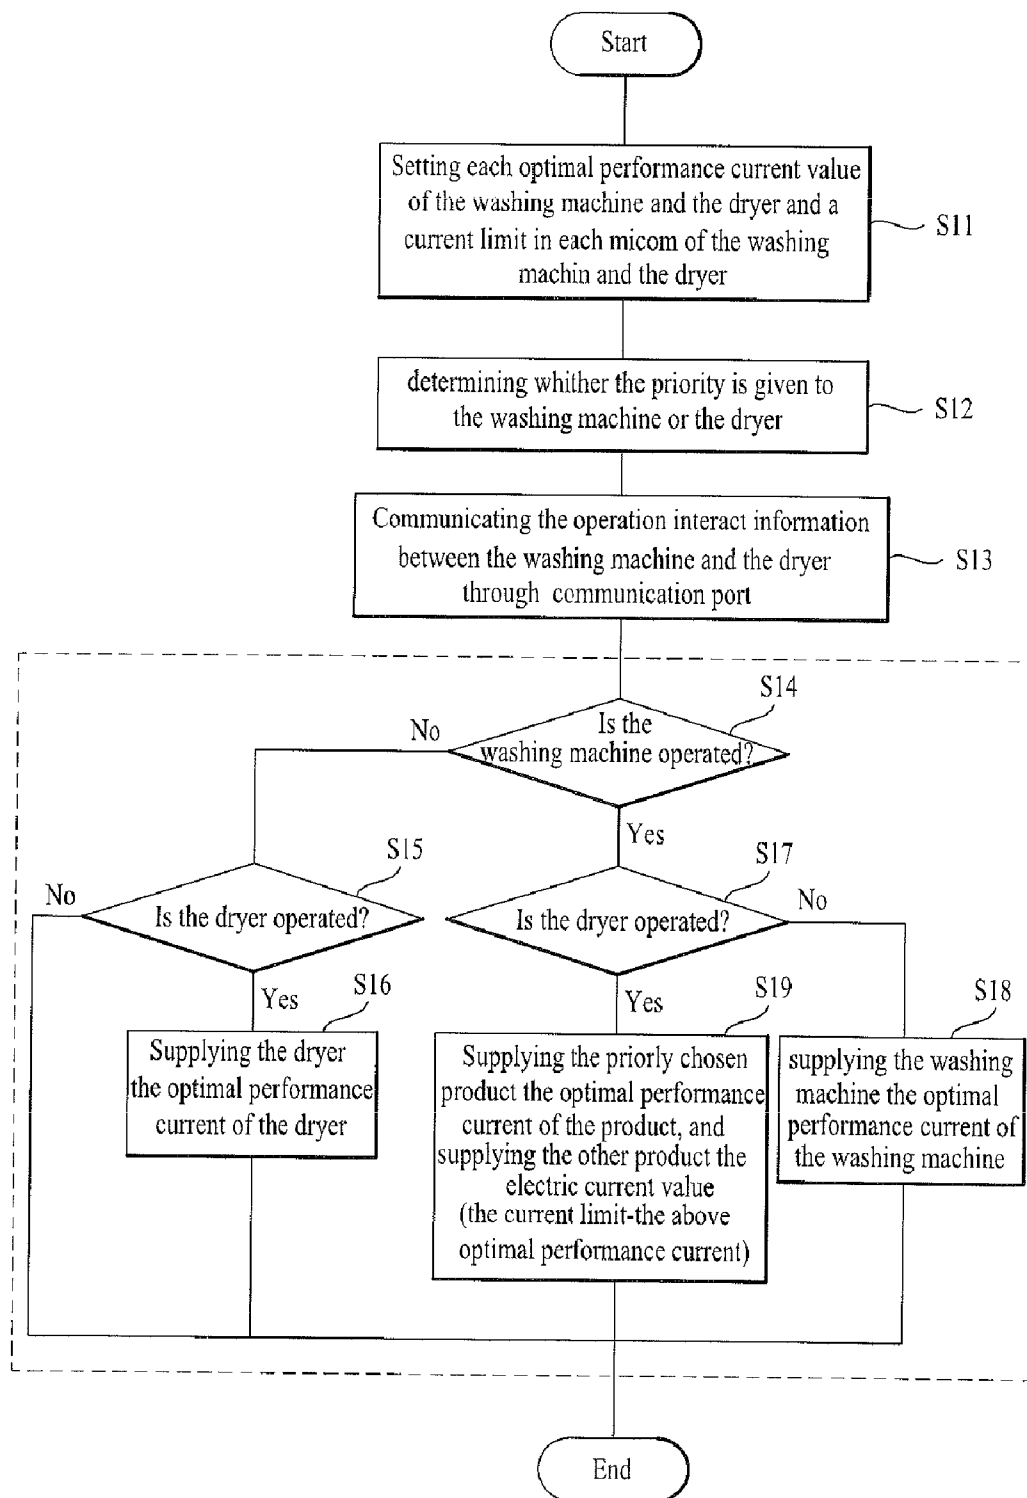 Start
Setting each optimal performance current value
of the washing machine and the dryer and a
current limit in each micom of the washing
machin and the dryer
S11
determining whither the priority is given to
the washing machine or the dryer
S12
Communicating the operation interact information
between the washing machine and the dryer
through communication port
S13
S14
No
Is the
washing machine operated?
Yes
S15
No
Is the dryer operated?
S17
Is the dryer operated?
No
Yes
S16
Yes
S19
S18
Supplying the dryer
the optimal performance
current of the dryer
Supplying the priorly chosen
product the optimal performance
current of the product, and
supplying the other product the
electric current value
(the current limit-the above
optimal performance current)
supplying the washing
machine the optimal
performance current of
the washing machine
End